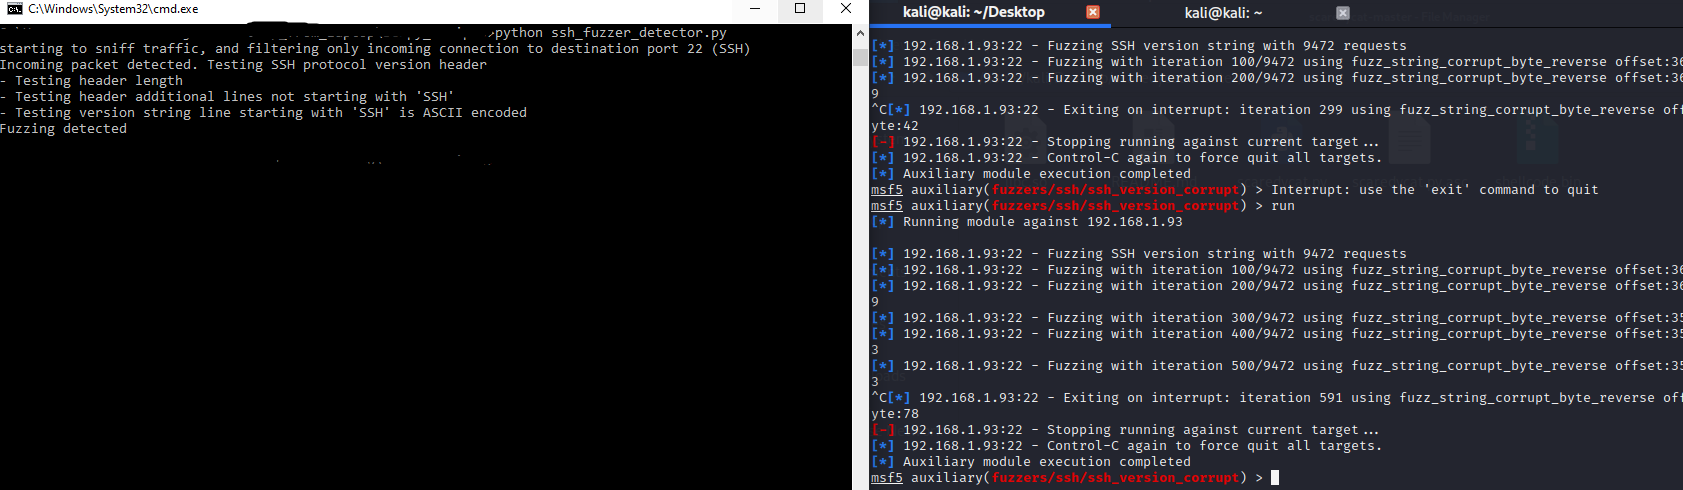 C:\Windows\System32\cmd.exe
python ssh_fuzzer_detector.py
starting to sniff traffic, and filtering only incoming connection to destination port 22 (SSH)
Incoming packet detected. Testing SSH protocol version header
- Testing header length
- Testing header additional lines not starting with 'SSH'
- Testing version string line starting with 'SSH' is ASCII encoded
Fuzzing detected
kali@kali: ~/Desktop
kali@kali: ~
[*] 192.168.1.93:22 - Fuzzing SSH version string with 9472 requests
[*] 192.168.1.93:22 - Fuzzing with iteration 100/9472 using fuzz_string_corrupt_byte_reverse offset:36
[*] 192.168.1.93:22 - Fuzzing with iteration 200/9472 using fuzz_string_corrupt_byte_reverse offset:36
9
^C[*] 192.168.1.93:22 - Exiting on interrupt: iteration 299 using fuzz_string_corrupt_byte_reverse off
yte:42
[-] 192.168.1.93:22 - Stopping running against current target...
[*] 192.168.1.93:22 - Control-C again to force quit all targets.
[*] Auxiliary module execution completed
msf5 auxiliary(fuzzers/ssh/ssh_version_corrupt) > Interrupt: use the 'exit' command to quit
msf5 auxiliary(fuzzers/ssh/ssh_version_corrupt) > run
[*] Running module against 192.168.1.93
[*] 192.168.1.93:22 - Fuzzing SSH version string with 9472 requests
[*] 192.168.1.93:22 - Fuzzing with iteration 100/9472 using fuzz_string_corrupt_byte_reverse offset:36
[*] 192.168.1.93:22 - Fuzzing with iteration 200/9472 using fuzz_string_corrupt_byte_reverse offset:36
9
[*] 192.168.1.93:22 - Fuzzing with iteration 300/9472 using fuzz_string_corrupt_byte_reverse offset:35
[*] 192.168.1.93:22 - Fuzzing with iteration 400/9472 using fuzz_string_corrupt_byte_reverse offset:35
3
[*] 192.168.1.93:22 - Fuzzing with iteration 500/9472 using fuzz_string_corrupt_byte_reverse offset:35
3
^C[*] 192.168.1.93:22 - Exiting on interrupt: iteration 591 using fuzz_string_corrupt_byte_reverse off
yte:78
[-] 192.168.1.93:22 - Stopping running against current target...
[*] 192.168.1.93:22 - Control-C again to force quit all targets.
[*] Auxiliary module execution completed
msf5 auxiliary(fuzzers/ssh/ssh_version_corrupt) >